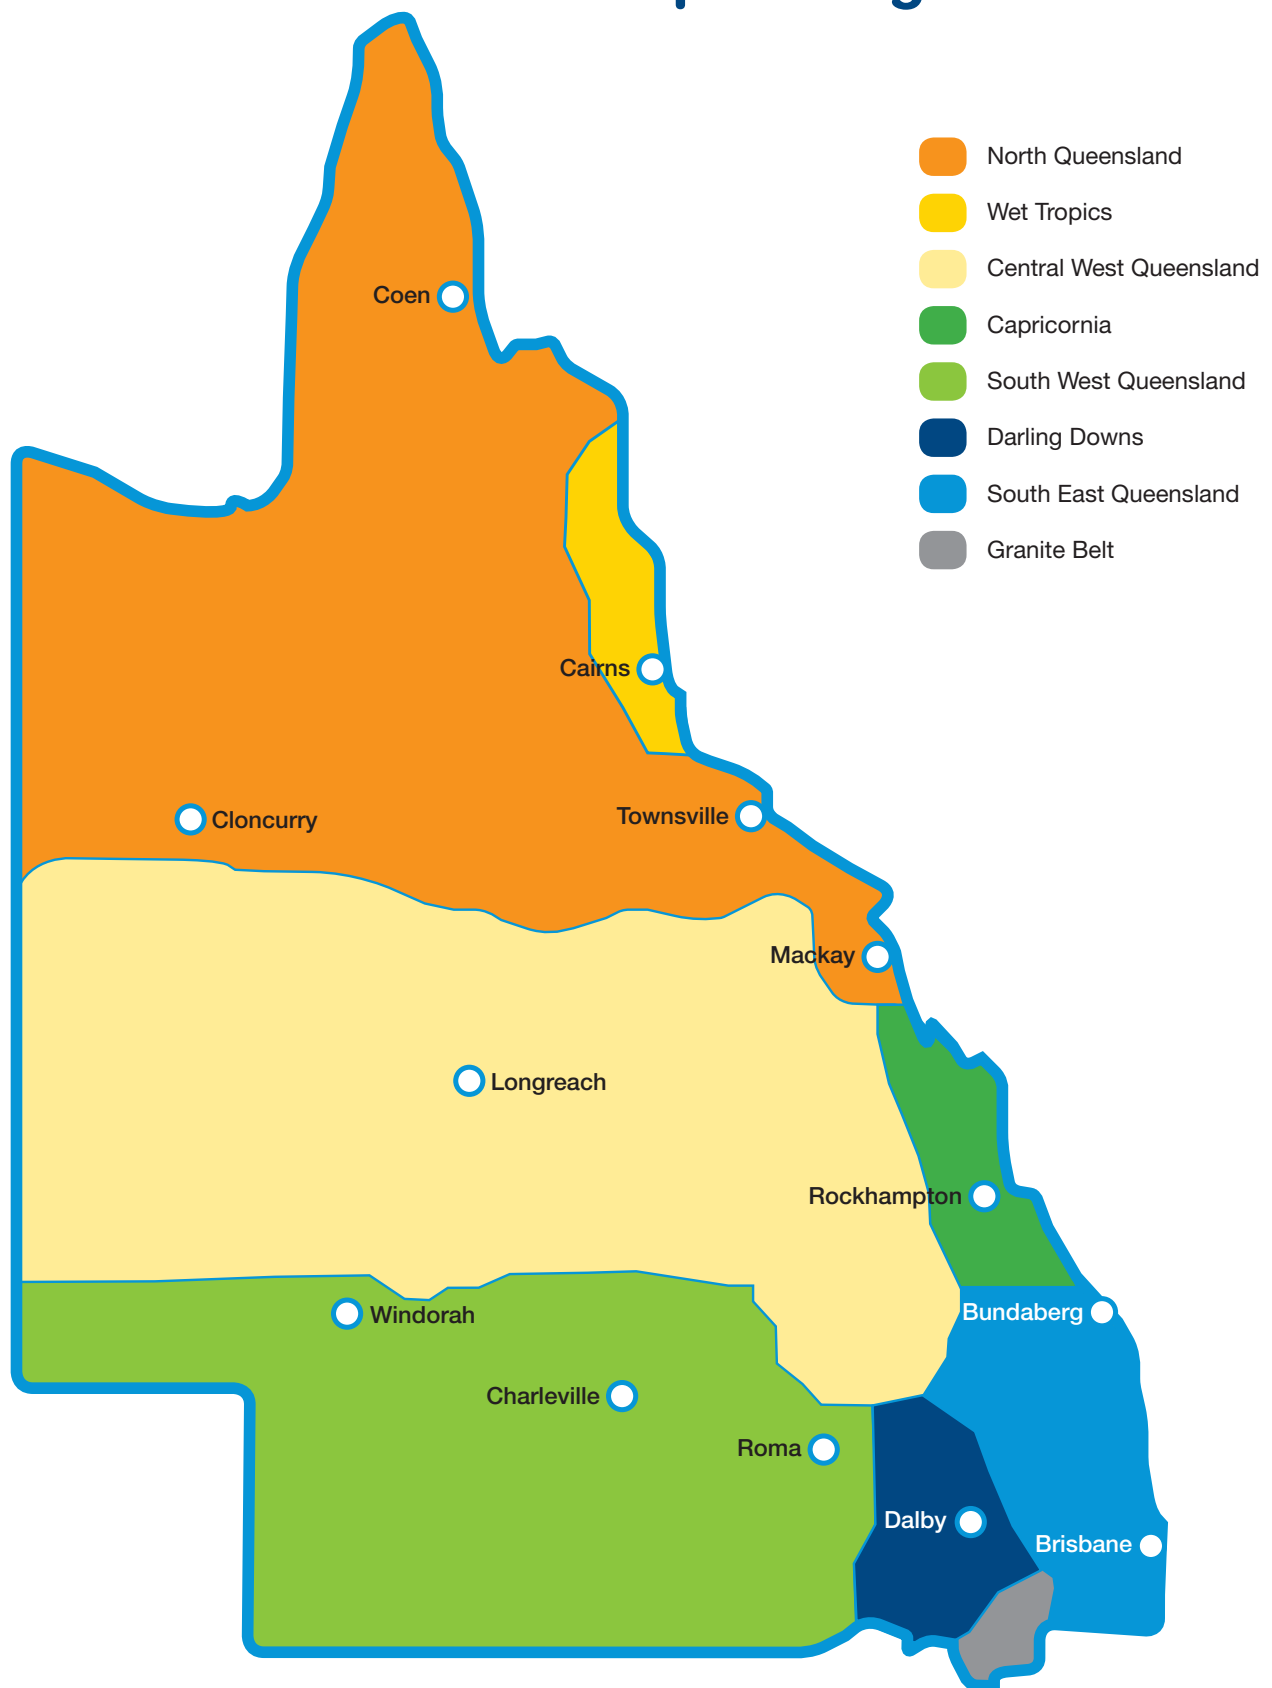 North Queensland
Wet Tropics
Central West Queensland
Capricornia
South West Queensland
Darling Downs
South East Queensland
Granite Belt
Coen
Cairns
Cloncurry
Townsville
Mackay
Longreach
Rockhampton
Windorah
Bundaberg
Charleville
Roma
Dalby
Brisbane